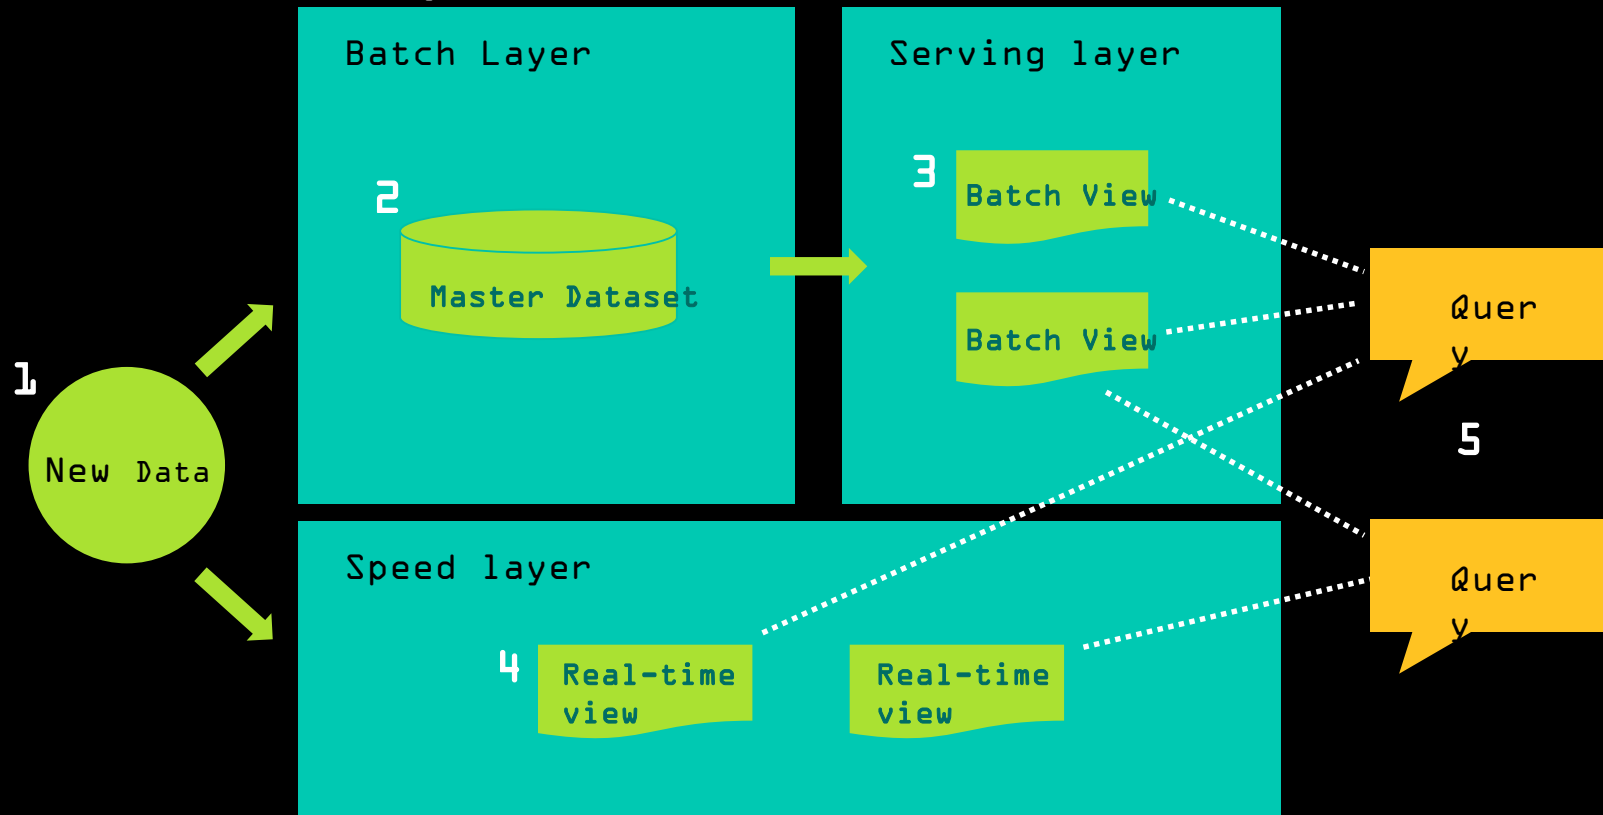 Batch Layer
Serving layer
3
2
Batch View
Master Dataset
Batch View
Quer
y
1
5
New Data
Speed layer
Quer
y
4
Real-time
view
Real-time
view